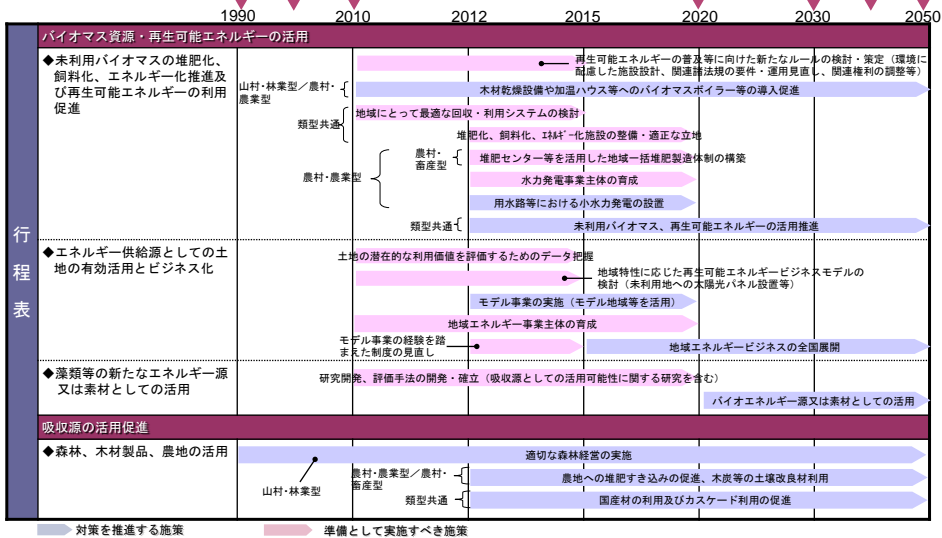 1990 2010 2012 2015 2020 2030 2050
行程表
バイオマス資源・再生可能エネルギーの活用
◆未利用バイオマスの堆肥化、
飼料化、エネルギー化推進及
び再生可能エネルギーの利用
促進
再生可能エネルギーの普及等に向けた新たなルールの検討・策定（環境に
配慮した施設設計、関連諸法規の要件・運用見直し、関連権利の調整等）
山村・林業型／農村・
農業型
木材乾燥設備や加温ハウス等へのバイオマスボイラー等の導入促進
類型共通
地域にとって最適な回収・利用システムの検討
堆肥化、飼料化、エネルギー化施設の整備・適正な立地
農村・農業型
農村・
畜産型
堆肥センター等を活用した地域一括堆肥製造体制の構築
水力発電事業主体の育成
用水路等における小水力発電の設置
類型共通
未利用バイオマス、再生可能エネルギーの活用推進
◆エネルギー供給源としての土
地の有効活用とビジネス化
土地の潜在的な利用価値を評価するためのデータ把握
地域特性に応じた再生可能エネルギービジネスモデルの
検討（未利用地への太陽光パネル設置等）
モデル事業の実施（モデル地域等を活用）
地域エネルギー事業主体の育成
モデル事業の経験を踏
まえた制度の見直し
地域エネルギービジネスの全国展開
◆藻類等の新たなエネルギー源
又は素材としての活用
研究開発、評価手法の開発・確立（吸収源としての活用可能性に関する研究を含む）
バイオエネルギー源又は素材としての活用
吸収源の活用促進
◆森林、木材製品、農地の活用
適切な森林経営の実施
山村・林業型
農村・農業型／農村・
畜産型
農地への堆肥すき込みの促進、木炭等の土壌改良材利用
類型共通
国産材の利用及びカスケード利用の促進
対策を推進する施策
準備として実施すべき施策